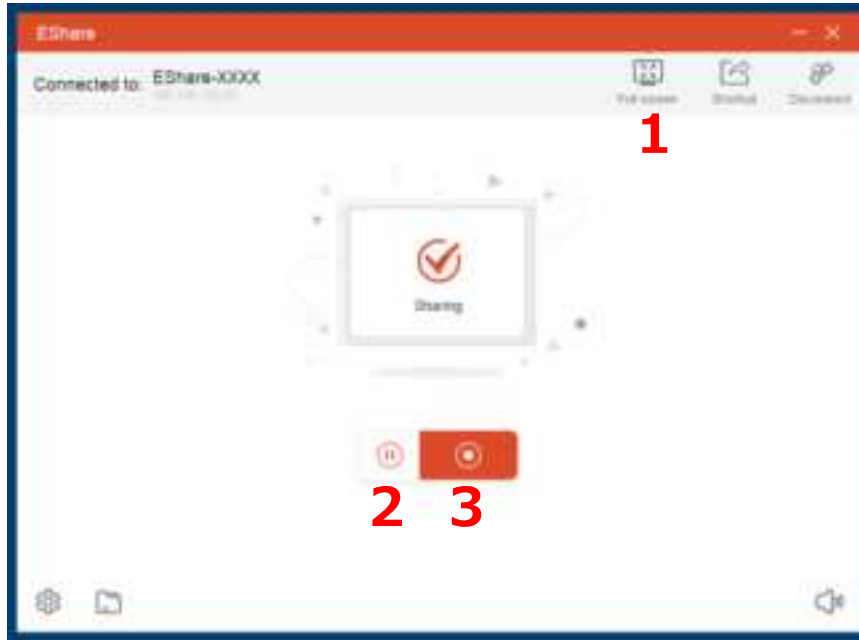 EShare
Connected to: EShare-XXXX
Full screen Shortcut Disconnect
1
Sharing
2 3